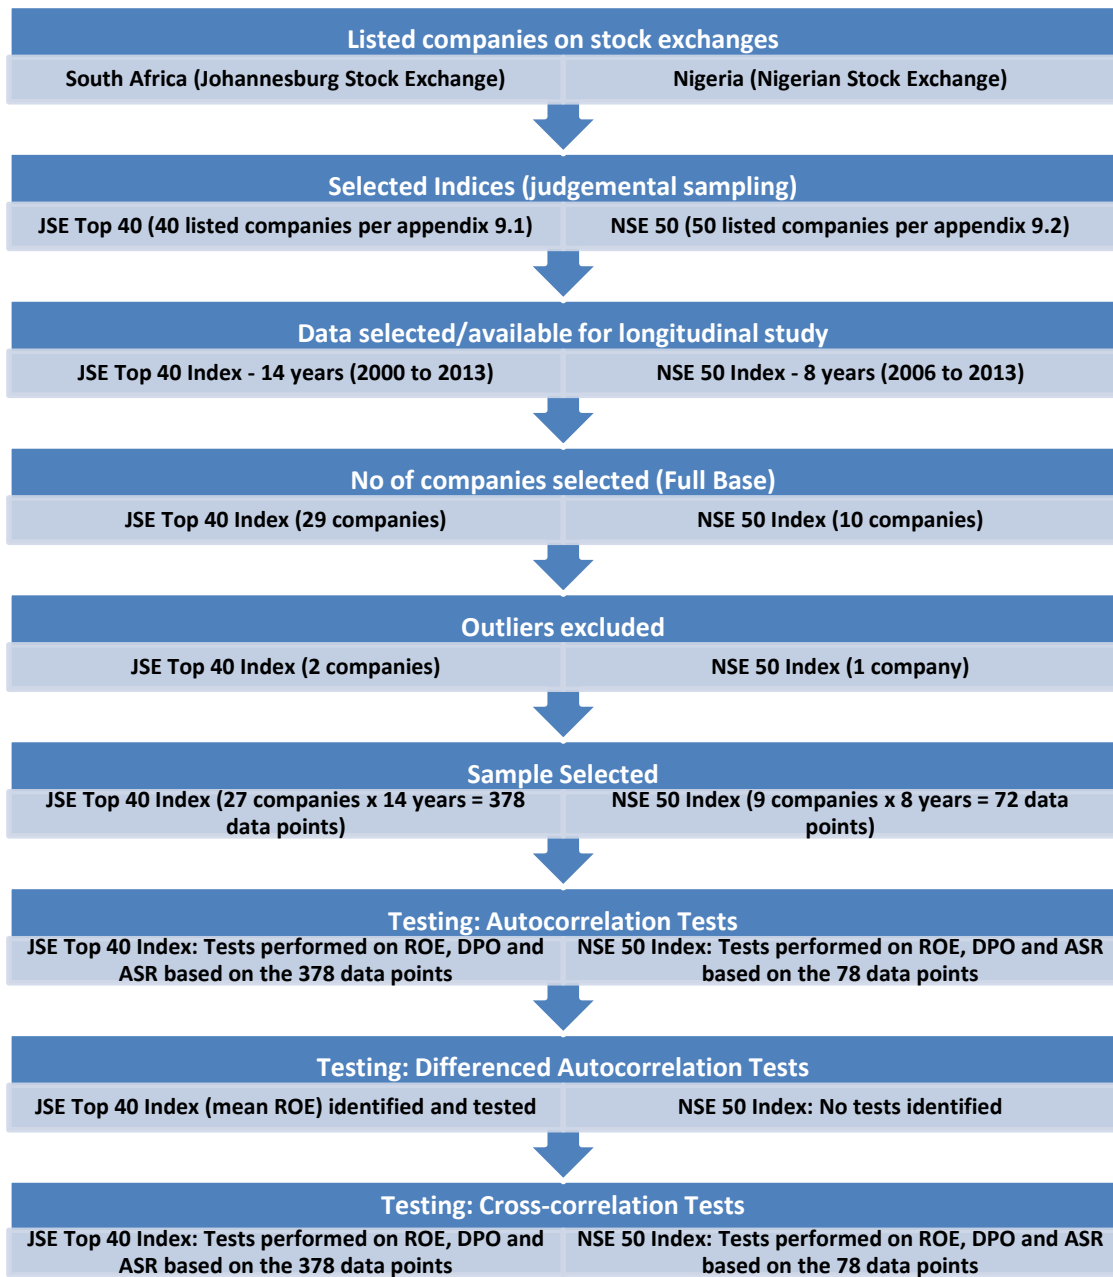 Listed companies on stock exchanges
South Africa (Johannesburg Stock Exchange)
Nigeria (Nigerian Stock Exchange)
Selected Indices (judgemental sampling)
JSE Top 40 (40 listed companies per appendix 9.1)
NSE 50 (50 listed companies per appendix 9.2)
Data selected/available for longitudinal study
JSE Top 40 Index - 14 years (2000 to 2013)
NSE 50 Index - 8 years (2006 to 2013)
No of companies selected (Full Base)
JSE Top 40 Index (29 companies)
NSE 50 Index (10 companies)
Outliers excluded
JSE Top 40 Index (2 companies)
NSE 50 Index (1 company)
Sample Selected
JSE Top 40 Index (27 companies x 14 years = 378
data points)
NSE 50 Index (9 companies x 8 years = 72 data
points)
Testing: Autocorrelation Tests
JSE Top 40 Index: Tests performed on ROE, DPO and
ASR based on the 378 data points
NSE 50 Index: Tests performed on ROE, DPO and ASR
based on the 78 data points
Testing: Differenced Autocorrelation Tests
JSE Top 40 Index (mean ROE) identified and tested
NSE 50 Index: No tests identified
Testing: Cross-correlation Tests
JSE Top 40 Index: Tests performed on ROE, DPO and
ASR based on the 378 data points
NSE 50 Index: Tests performed on ROE, DPO and ASR
based on the 78 data points